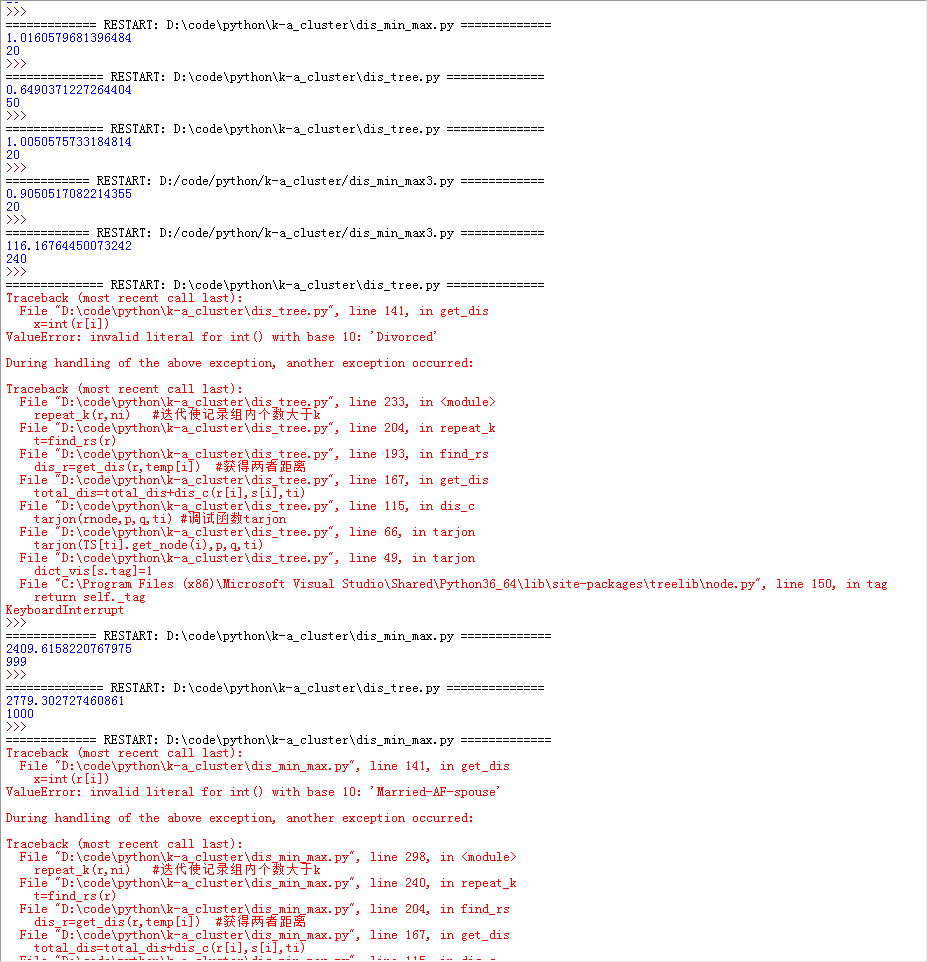 >>>
============= RESTART: D:\code\python\k-a_cluster\dis_min_max.py =============
1.0160579681396484
20
>>>
============== RESTART: D:\code\python\k-a_cluster\dis_tree.py ==============
0.6490371227264404
50
>>>
============== RESTART: D:\code\python\k-a_cluster\dis_tree.py ==============
1.0050575733184814
20
>>>
============ RESTART: D:/code/python/k-a_cluster/dis_min_max3.py ============
0.9050517082214355
20
>>>
============ RESTART: D:/code/python/k-a_cluster/dis_min_max3.py ============
116.16764450073242
240
>>>
============== RESTART: D:\code\python\k-a_cluster\dis_tree.py ==============
Traceback (most recent call last):
  File "D:\code\python\k-a_cluster\dis_tree.py", line 141, in get_dis
    x=int(r[i])
ValueError: invalid literal for int() with base 10: 'Divorced'

During handling of the above exception, another exception occurred:

Traceback (most recent call last):
  File "D:\code\python\k-a_cluster\dis_tree.py", line 233, in <module>
    repeat_k(r,ni)   #迭代使记录组内个数大于k
  File "D:\code\python\k-a_cluster\dis_tree.py", line 204, in repeat_k
    t=find_rs(r)
  File "D:\code\python\k-a_cluster\dis_tree.py", line 193, in find_rs
    dis_r=get_dis(r,temp[i])  #获得两者距离
  File "D:\code\python\k-a_cluster\dis_tree.py", line 167, in get_dis
    total_dis=total_dis+dis_c(r[i],s[i],ti)
  File "D:\code\python\k-a_cluster\dis_tree.py", line 115, in dis_c
    tarjon(rnode,p,q,ti) #调试函数tarjon
  File "D:\code\python\k-a_cluster\dis_tree.py", line 66, in tarjon
    tarjon(TS[ti].get_node(i),p,q,ti)
  File "D:\code\python\k-a_cluster\dis_tree.py", line 49, in tarjon
    dict_vis[s.tag]=1
  File "C:\Program Files (x86)\Microsoft Visual Studio\Shared\Python36_64\lib\site-packages\treelib\node.py", line 150, in tag
    return self._tag
KeyboardInterrupt
>>>
============= RESTART: D:\code\python\k-a_cluster\dis_min_max.py =============
2409.6158220767975
999
>>>
============== RESTART: D:\code\python\k-a_cluster\dis_tree.py ==============
2779.302727460861
1000
>>>
============= RESTART: D:\code\python\k-a_cluster\dis_min_max.py =============
Traceback (most recent call last):
  File "D:\code\python\k-a_cluster\dis_min_max.py", line 141, in get_dis
    x=int(r[i])
ValueError: invalid literal for int() with base 10: 'Married-AF-spouse'

During handling of the above exception, another exception occurred:

Traceback (most recent call last):
  File "D:\code\python\k-a_cluster\dis_min_max.py", line 298, in <module>
    repeat_k(r,ni)   #迭代使记录组内个数大于k
  File "D:\code\python\k-a_cluster\dis_min_max.py", line 240, in repeat_k
    t=find_rs(r)
  File "D:\code\python\k-a_cluster\dis_min_max.py", line 204, in find_rs
    dis_r=get_dis(r,temp[i])  #获得两者距离
  File "D:\code\python\k-a_cluster\dis_min_max.py", line 167, in get_dis
    total_dis=total_dis+dis_c(r[i],s[i],ti)